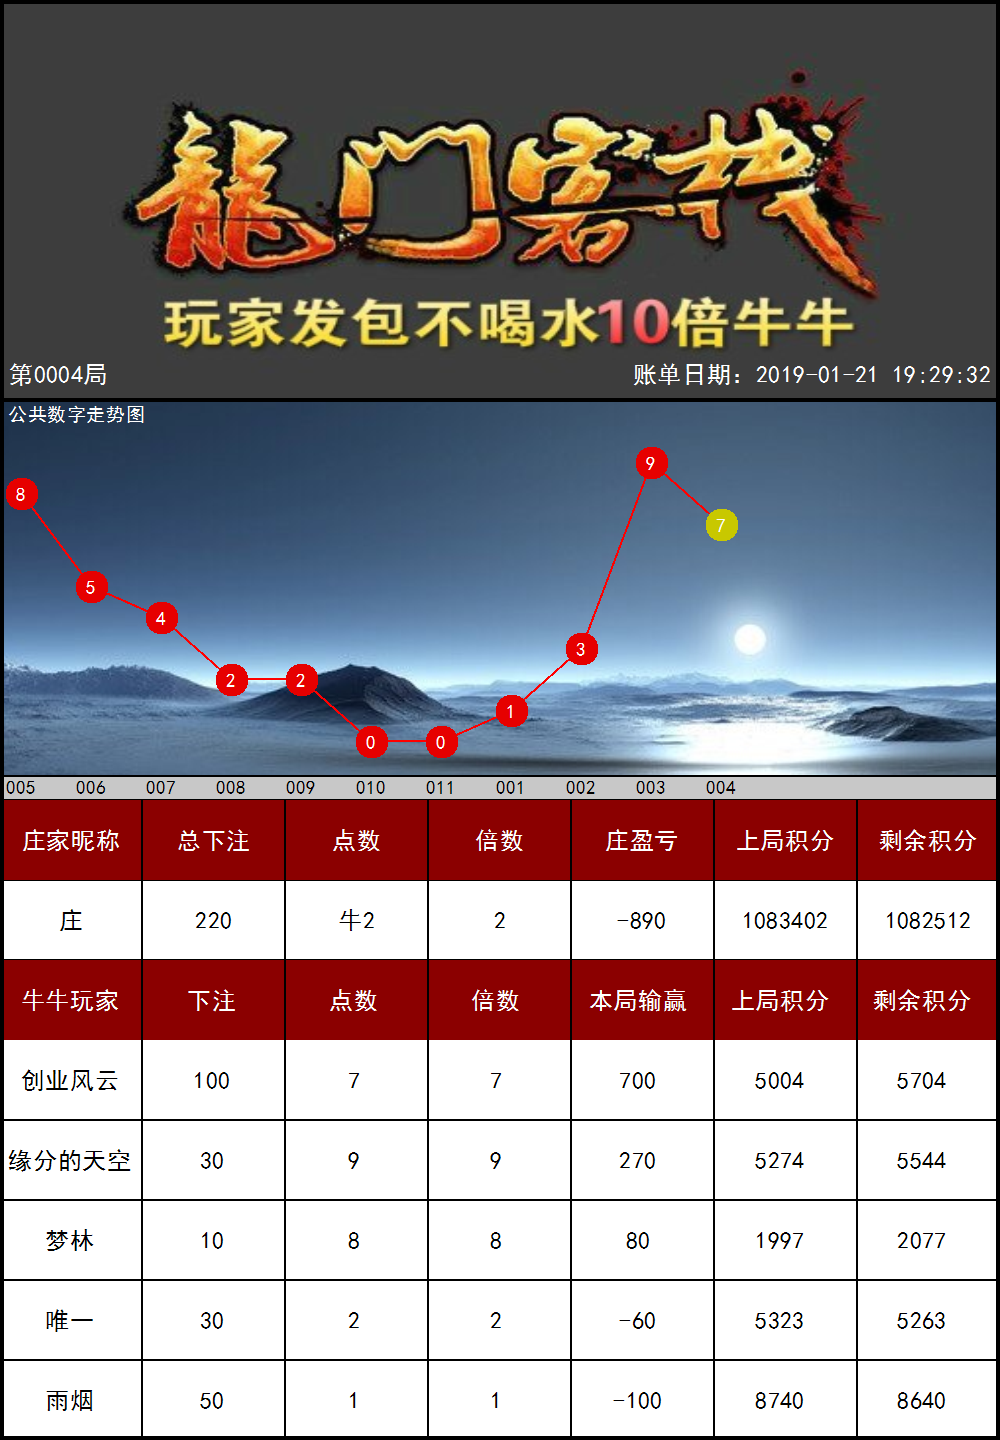 龍门客栈
玩家发包不喝水10倍牛牛
第0004局 账单日期：2019-01-21 19:29:32
公共数字走势图
8 5 4 2 2 0 0 1 3 9 7
005 006 007 008 009 010 011 001 002 003 004
庄家昵称 总下注 点数 倍数 庄盈亏 上局积分 剩余积分
庄 220 牛2 2 -890 1083402 1082512
牛牛玩家 下注 点数 倍数 本局输赢 上局积分 剩余积分
创业风云 100 7 7 700 5004 5704
缘分的天空 30 9 9 270 5274 5544
梦林 10 8 8 80 1997 2077
唯一 30 2 2 -60 5323 5263
雨烟 50 1 1 -100 8740 8640